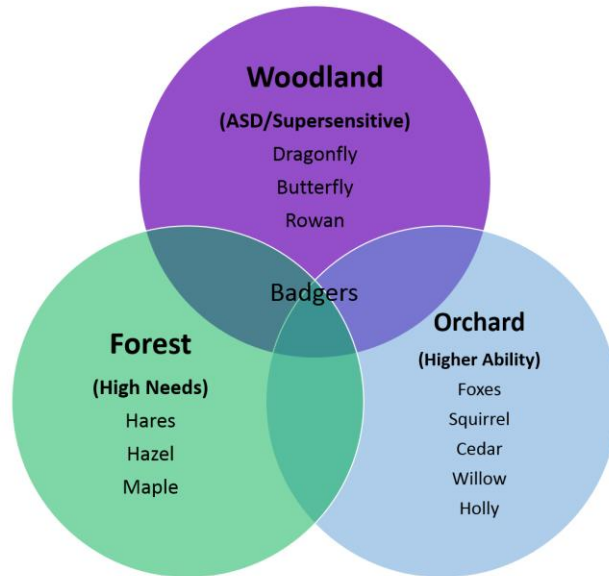 Woodland
(ASD/Supersensitive)
Dragonfly
Butterfly
Rowan
Badgers
Forest
(High Needs)
Hares
Hazel
Maple
Orchard
(Higher Ability)
Foxes
Squirrel
Cedar
Willow
Holly